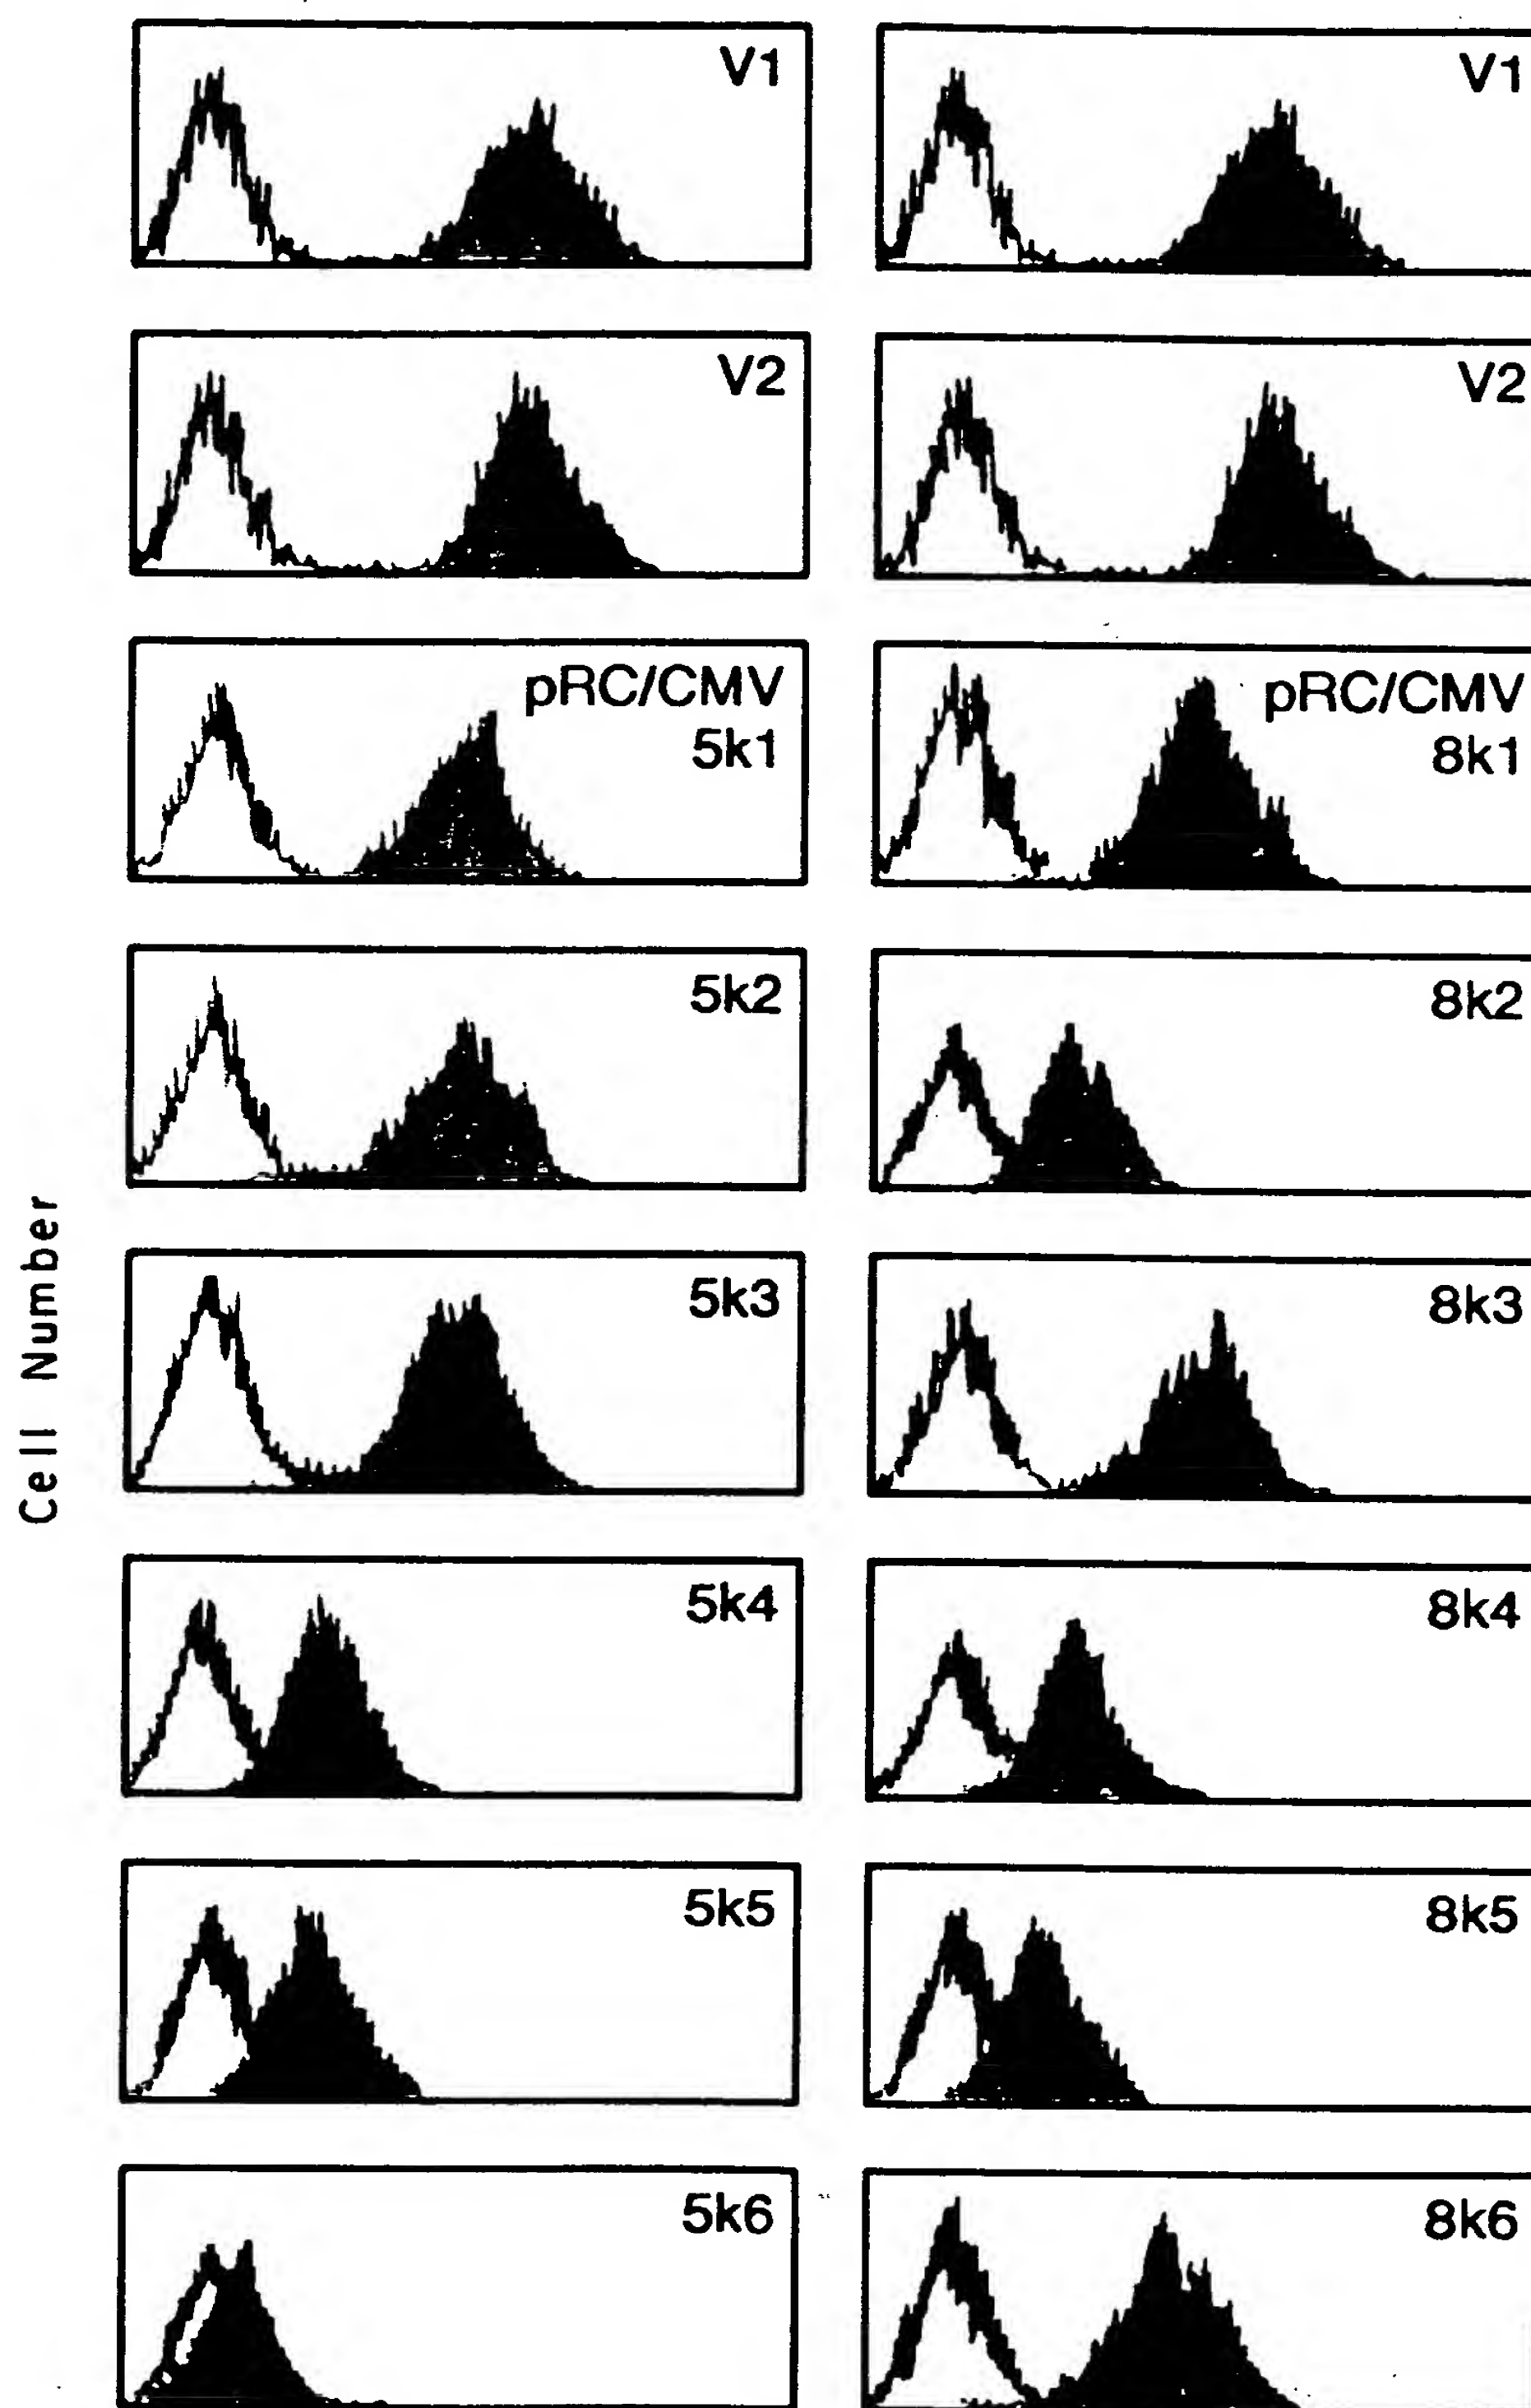 V1
V1
V2
V2
pRC/CMV
5k1
pRC/CMV
8k1
5k2
8k2
Cell Number
5k3
8k3
5k4
8k4
5k5
8k5
5k6
8k6